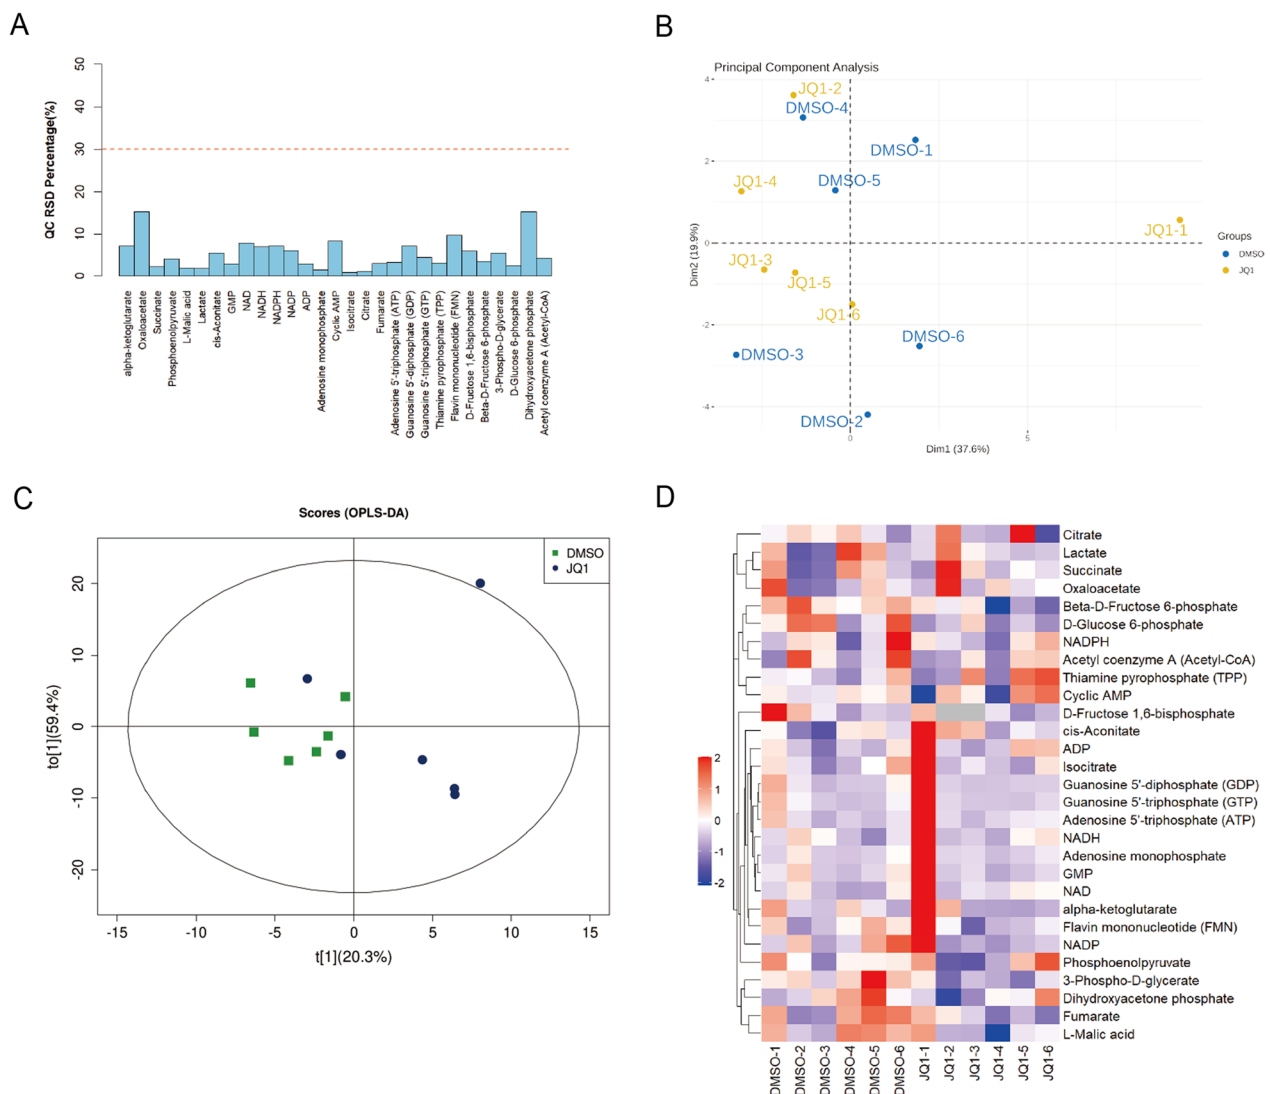 A
50
40
30
20
10
0
QC RSD Percentage(%)
alpha-ketoglutarate
Oxaloacetate
Succinate
Phosphoenolpyruvate
L-Malic acid
Lactate
cis-Aconitate
GMP
NAD
NADH
NADPH
NADP
ADP
Adenosine monophosphate
Cyclic AMP
Isocitrate
Citrate
Fumarate
Adenosine 5'-triphosphate (ATP)
Guanosine 5'-diphosphate (GDP)
Guanosine 5'-triphosphate (GTP)
Thiamine pyrophosphate (TPP)
Flavin mononucleotide (FMN)
D-Fructose 1,6-bisphosphate
Beta-D-Fructose 6-phosphate
3-Phospho-D-glycerate
D-Glucose 6-phosphate
Dihydroxyacetone phosphate
Acetyl coenzyme A (Acetyl-CoA)
B
Principal Component Analysis
4
2
0
-2
-4
Dim2 (19.9%)
JQ1-2
DMSO-4
DMSO-1
DMSO-5
JQ1-4
JQ1-1
JQ1-3
JQ1-5
JQ1-6
DMSO-6
DMSO-3
DMSO-2
0
5
Dim1 (37.6%)
Groups
DMSO
JQ1
C
Scores (OPLS-DA)
DMSO
JQ1
20
10
0
-10
-20
to[1](59.4%)
-15
-10
-5
0
5
10
15
t[1](20.3%)
D
2
1
0
-1
-2
Citrate
Lactate
Succinate
Oxaloacetate
Beta-D-Fructose 6-phosphate
D-Glucose 6-phosphate
NADPH
Acetyl coenzyme A (Acetyl-CoA)
Thiamine pyrophosphate (TPP)
Cyclic AMP
D-Fructose 1,6-bisphosphate
cis-Aconitate
ADP
Isocitrate
Guanosine 5'-diphosphate (GDP)
Guanosine 5'-triphosphate (GTP)
Adenosine 5'-triphosphate (ATP)
NADH
Adenosine monophosphate
GMP
NAD
alpha-ketoglutarate
Flavin mononucleotide (FMN)
NADP
Phosphoenolpyruvate
3-Phospho-D-glycerate
Dihydroxyacetone phosphate
Fumarate
L-Malic acid
DMSO-1
DMSO-2
DMSO-3
DMSO-4
DMSO-5
DMSO-6
JQ1-1
JQ1-2
JQ1-3
JQ1-4
JQ1-5
JQ1-6